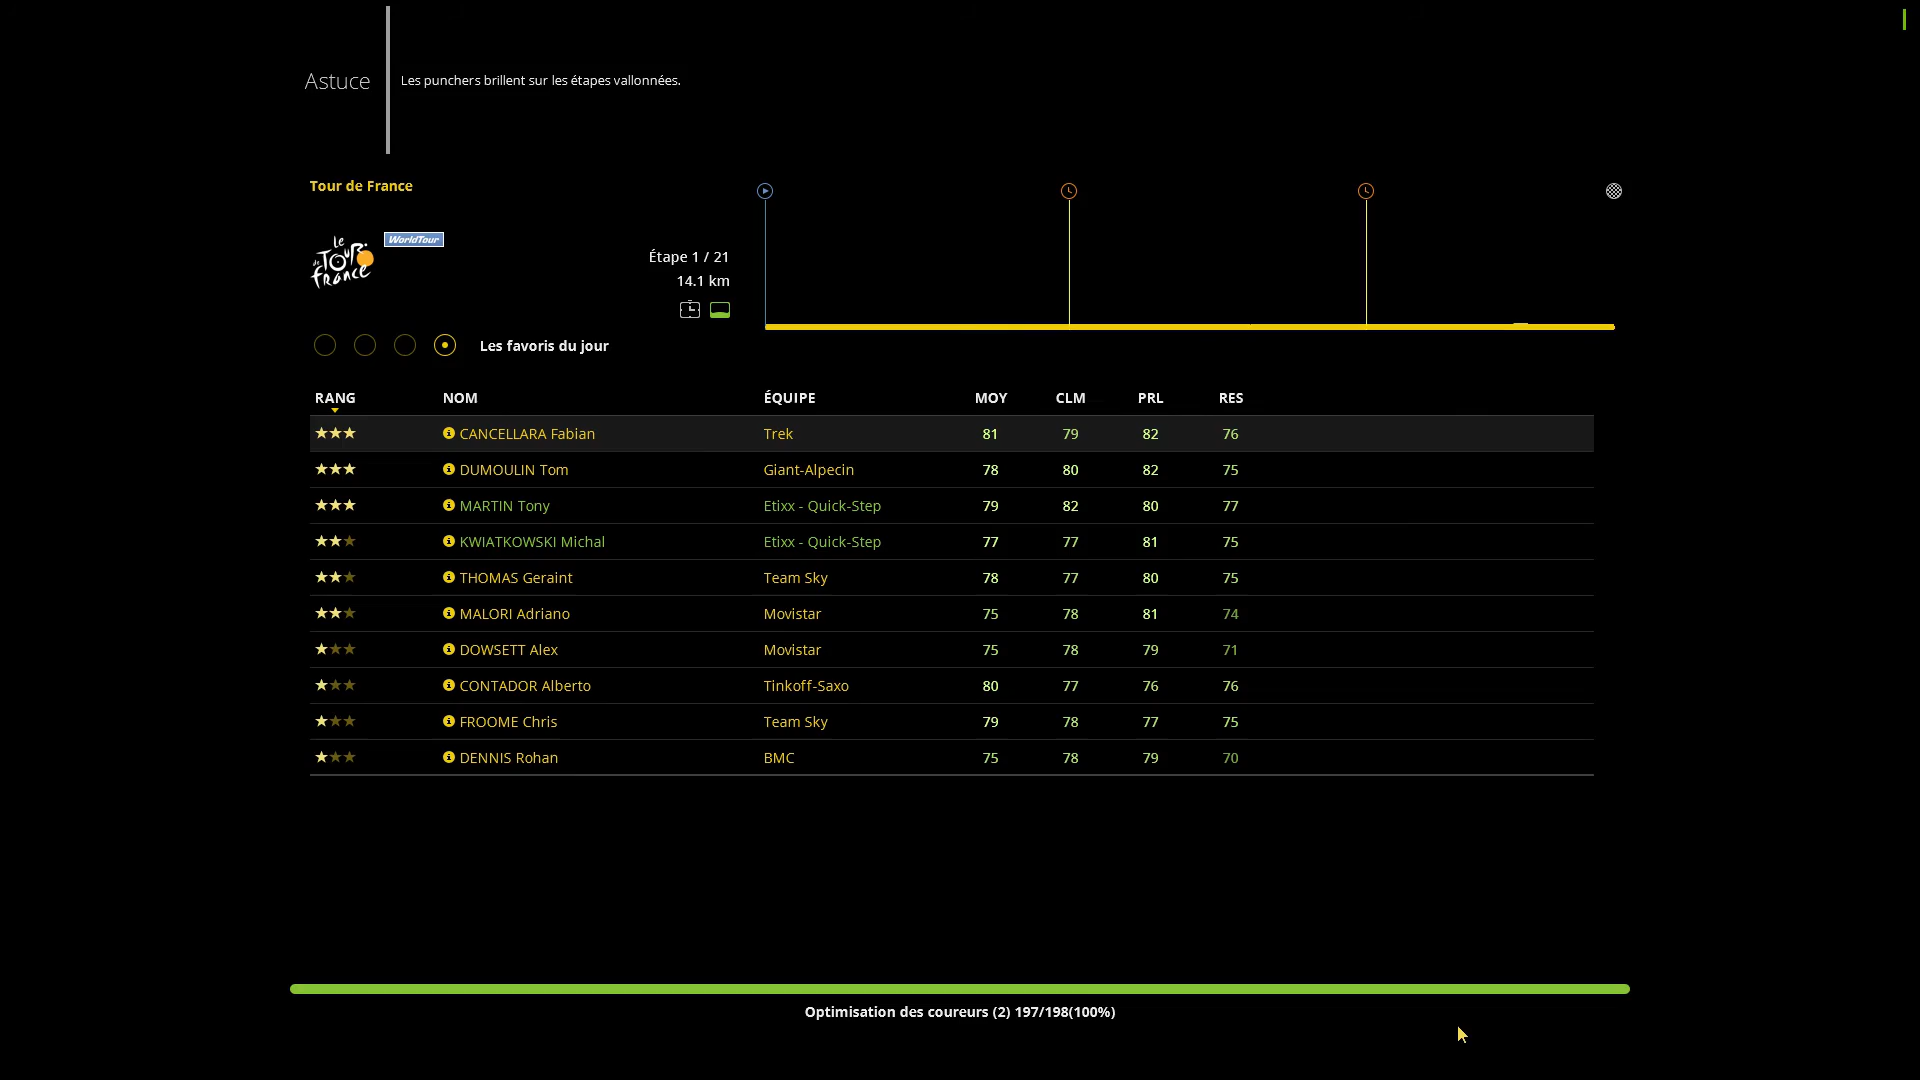 Astuce
Les punchers brillent sur les étapes vallonnées.
Tour de France
WorldTour
le
TOUR
de
france
Étape 1 / 21
14.1 km
Les favoris du jour
RANG NOM ÉQUIPE MOY CLM PRL RES
CANCELLARA Fabian Trek 81 79 82 76
DUMOULIN Tom Giant-Alpecin 78 80 82 75
MARTIN Tony Etixx - Quick-Step 79 82 80 77
KWIATKOWSKI Michal Etixx - Quick-Step 77 77 81 75
THOMAS Geraint Team Sky 78 77 80 75
MALORI Adriano Movistar 75 78 81 74
DOWSETT Alex Movistar 75 78 79 71
CONTADOR Alberto Tinkoff-Saxo 80 77 76 76
FROOME Chris Team Sky 79 78 77 75
DENNIS Rohan BMC 75 78 79 70
Optimisation des coureurs (2) 197/198(100%)